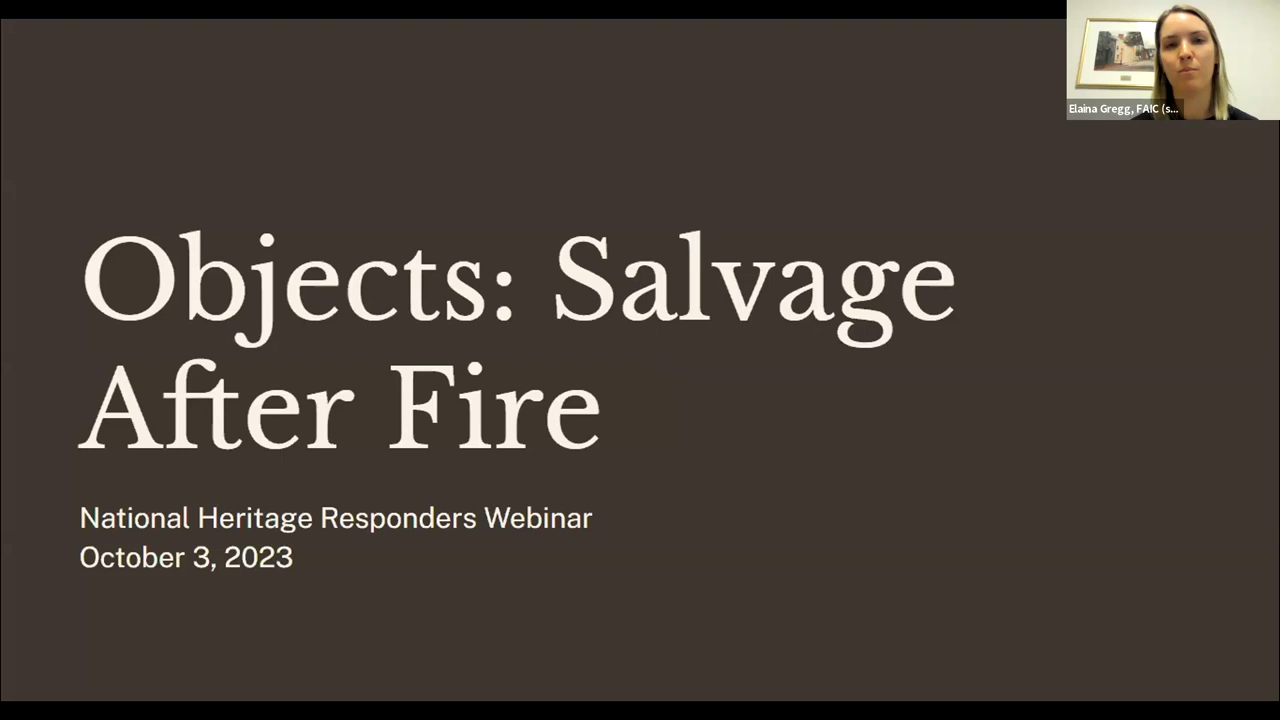 Elaina Gregg, FAIC (s...
Objects: Salvage
After Fire
National Heritage Responders Webinar
October 3, 2023